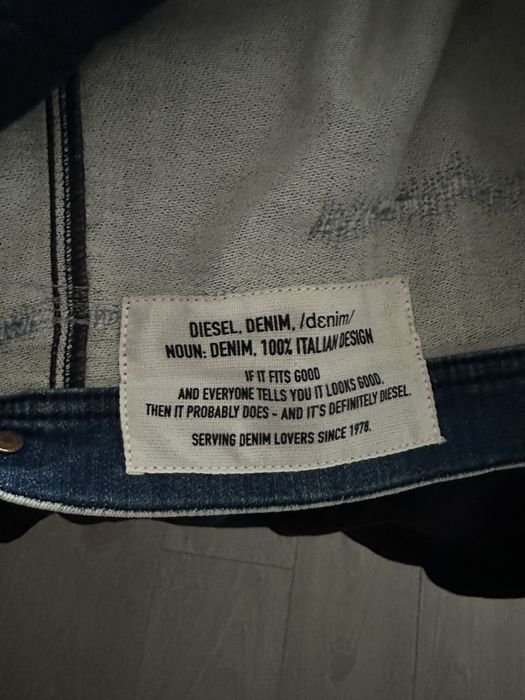 DIESEL. DENIM, /dɛnim/
NOUN: DENIM, 100% ITALIAN DESIGN
IF IT FITS GOOD
AND EVERYONE TELLS YOU IT LOOKS GOOD.
THEN IT PROBABLY DOES - AND IT'S DEFINITELY DIESEL.
SERVING DENIM LOVERS SINCE 1978.